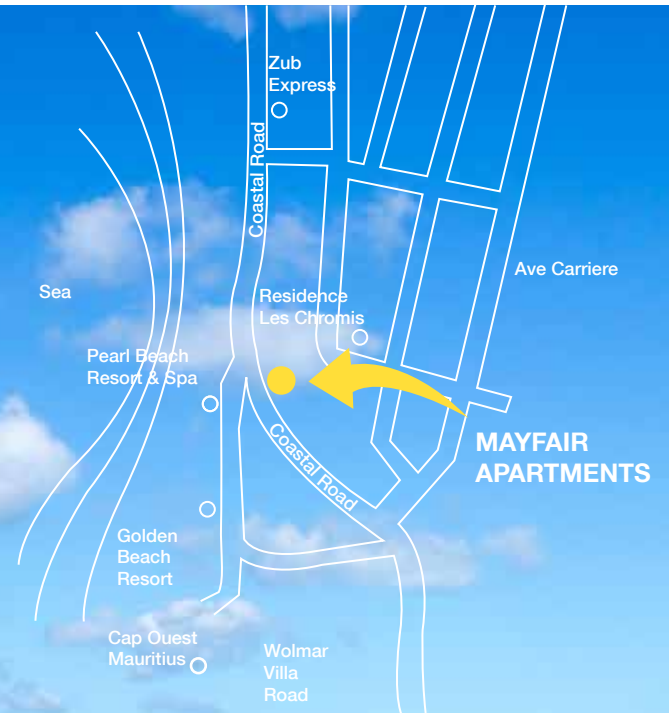 Zub
Express
Coastal Road
Ave Carriere
Sea
Residence
Les Chromis
Pearl Beach
Resort & Spa
Coastal Road
MAYFAIR
APARTMENTS
Golden
Beach
Resort
Cap Ouest
Mauritius
Wolmar
Villa
Road